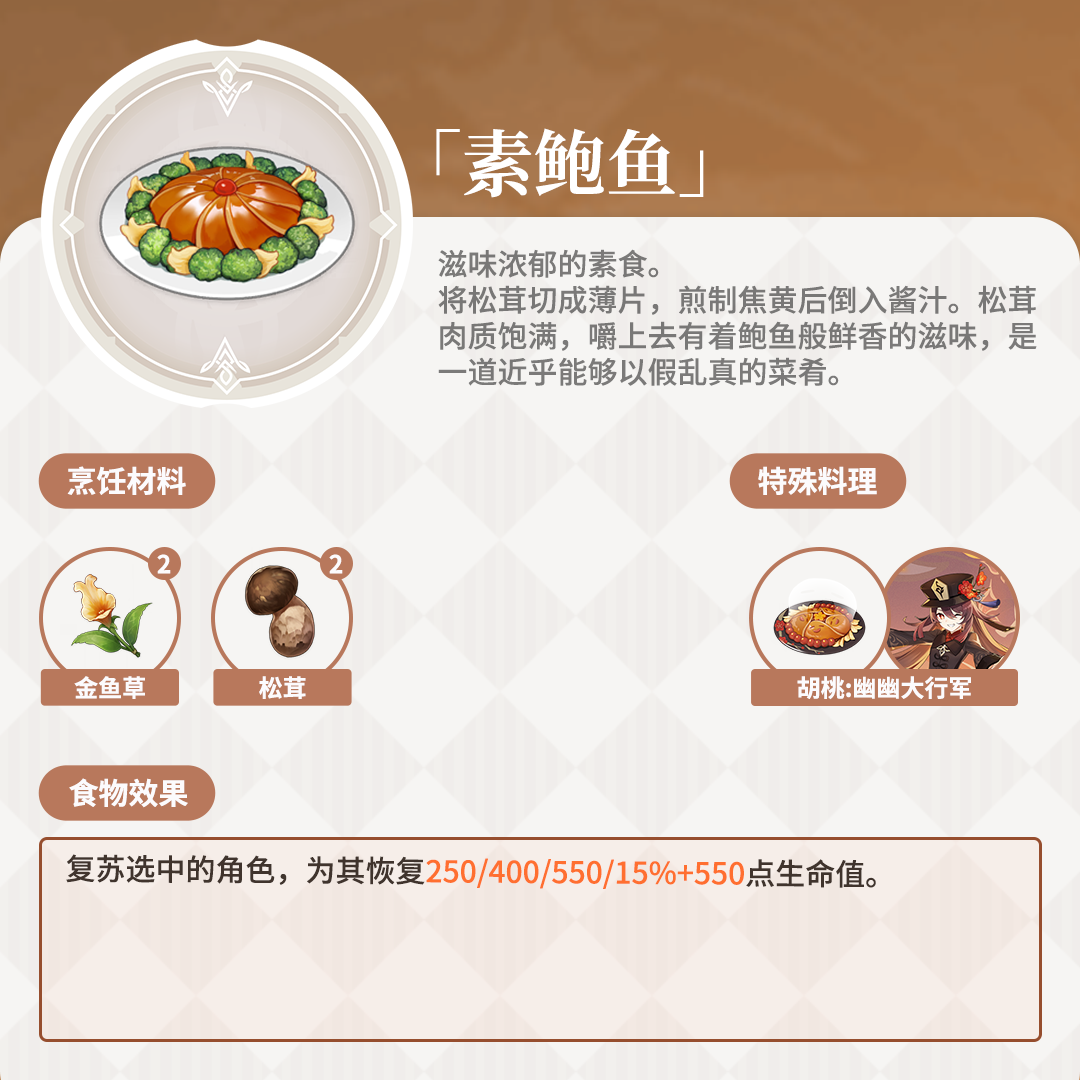 「素鲍鱼」
滋味浓郁的素食。
将松茸切成薄片，煎制焦黄后倒入酱汁。松茸
肉质饱满，嚼上去有着鲍鱼般鲜香的滋味，是
一道近乎能够以假乱真的菜肴。
烹饪材料
特殊料理
2
2
金鱼草
松茸
胡桃:幽幽大行军
食物效果
复苏选中的角色，为其恢复250/400/550/15%+550点生命值。